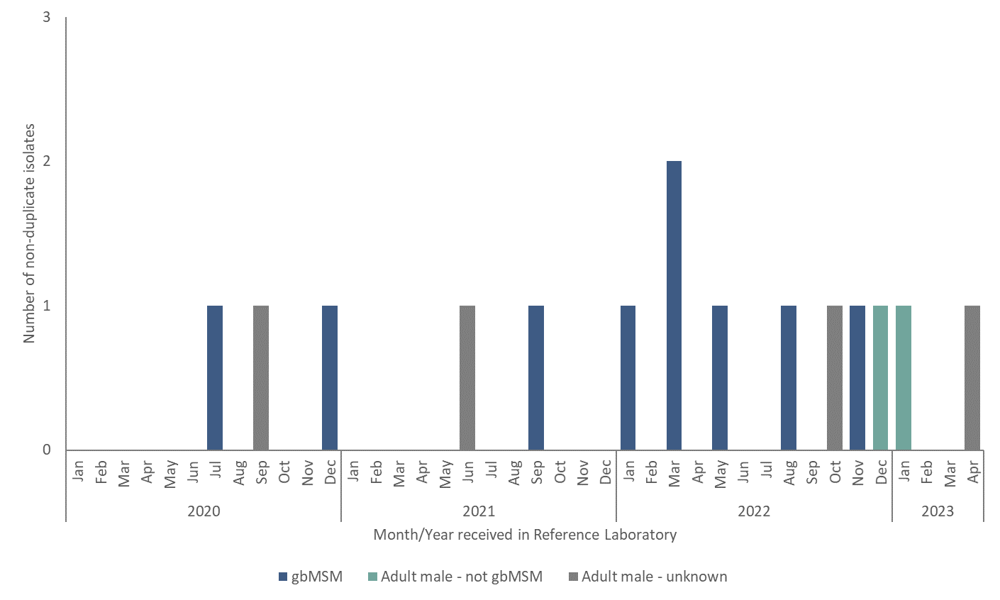 3
2
1
0
Number of non-duplicate isolates
Jan Feb Mar Apr May Jun Jul Aug Sep Oct Nov Dec Jan Feb Mar Apr May Jun Jul Aug Sep Oct Nov Dec Jan Feb Mar Apr May Jun Jul Aug Sep Oct Nov Dec Jan Feb Mar Apr
2020 2021 2022 2023
Month/Year received in Reference Laboratory
gbMSM Adult male - not gbMSM Adult male - unknown